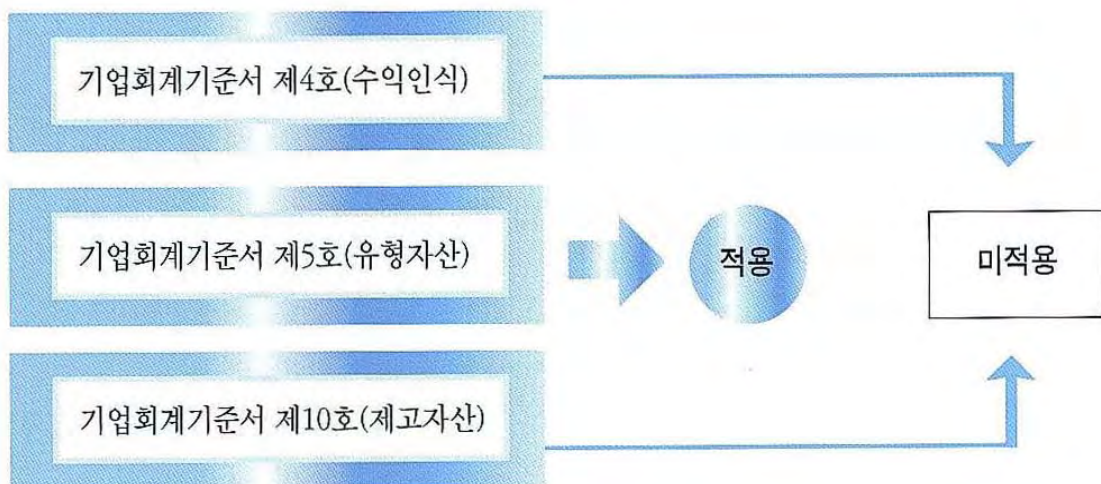 기업회계기준서 제4호(수익인식)
기업회계기준서 제5호(유형자산)
적용
미적용
기업회계기준서 제10호(제고자산)